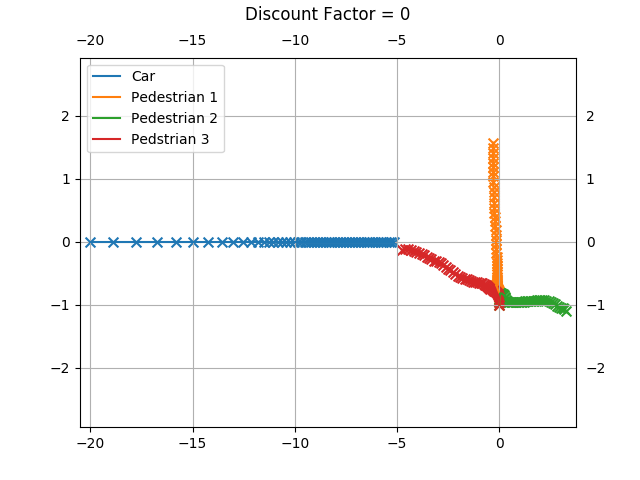 Discount Factor = 0
−20 −15 −10 −5 0
Car
Pedestrian 1
Pedestrian 2
Pedstrian 3
2 2
1 1
0 0
−1 −1
−2 −2
−20 −15 −10 −5 0